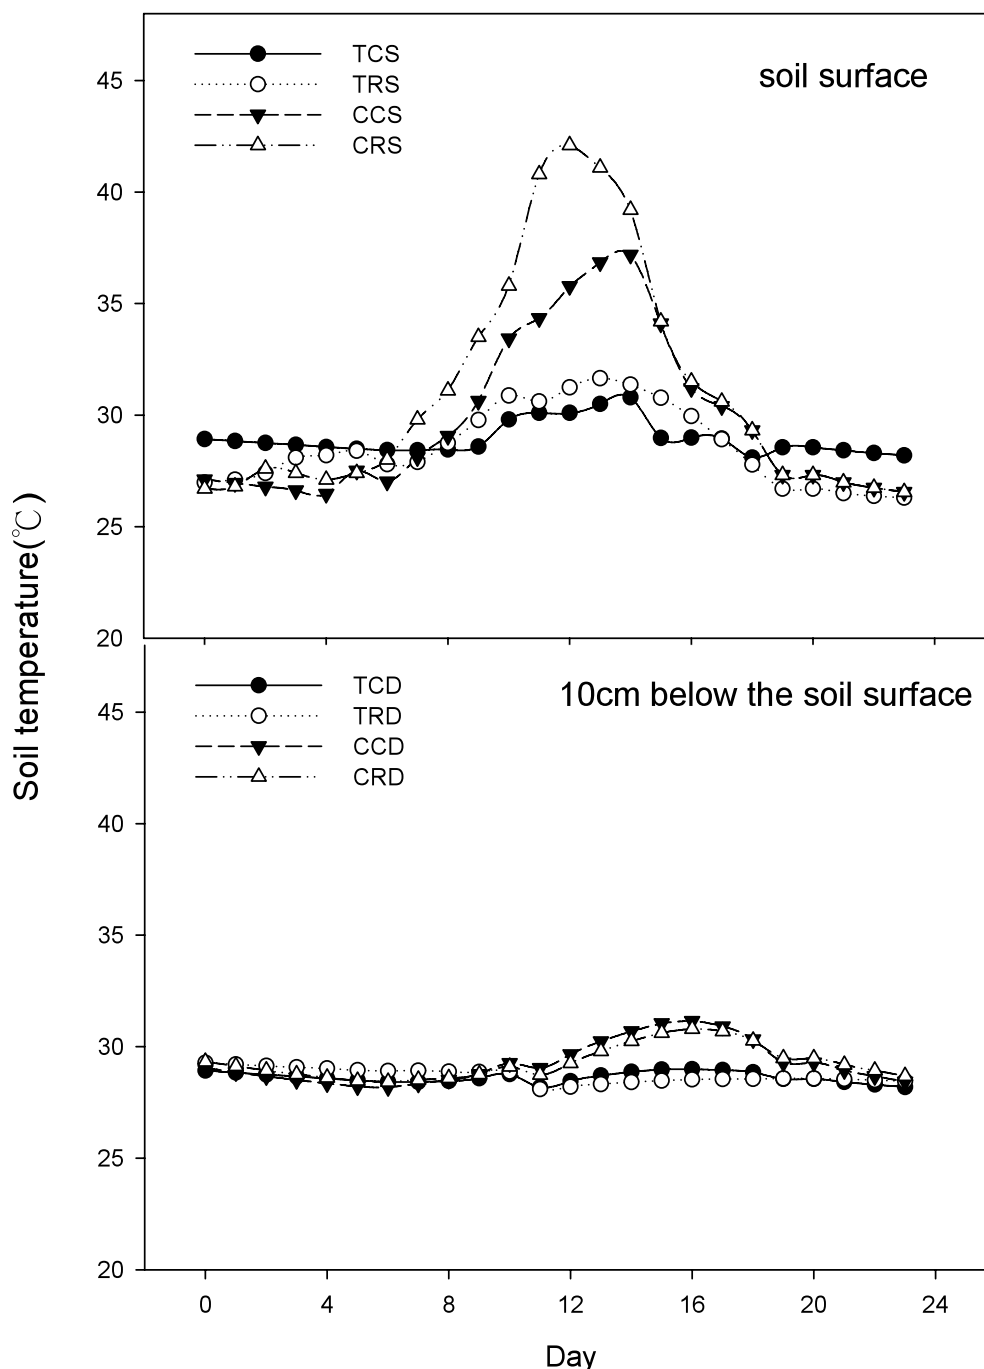 TCS
TRS
CCS
CRS
soil surface
45
40
35
30
25
20
Soil temperature(℃)
TCD
TRD
CCD
CRD
10cm below the soil surface
45
40
35
30
25
20
0 4 8 12 16 20 24
Day